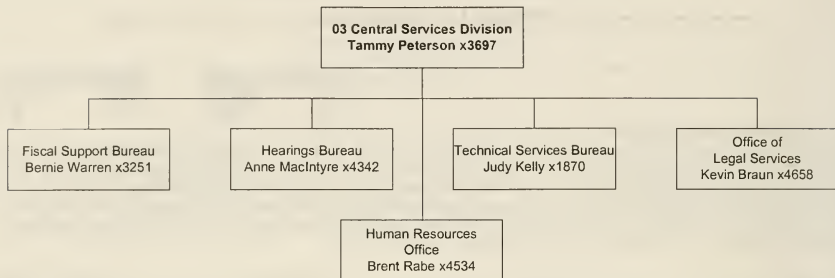 03 Central Services Division
Tammy Peterson x3697
Fiscal Support Bureau
Bernie Warren x3251
Hearings Bureau
Anne MacIntyre x4342
Technical Services Bureau
Judy Kelly x1870
Office of
Legal Services
Kevin Braun x4658
Human Resources
Office
Brent Rabe x4534